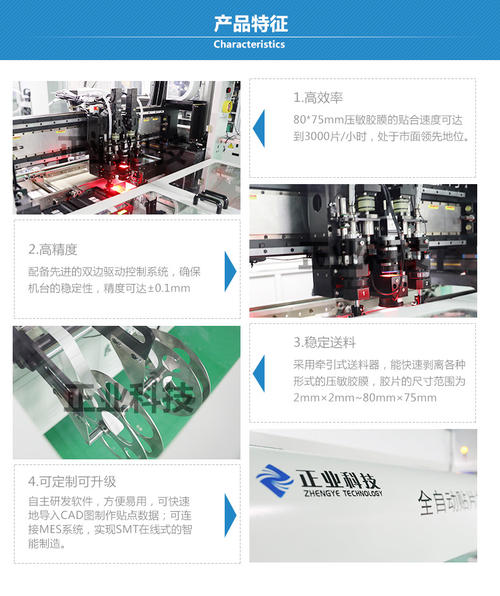 产品特征
Characteristics
正业科技
1.高效率
80*75mm压敏胶膜的贴合速度可达
到3000片/小时，处于市面领先地位。
2.高精度
配备先进的双边驱动控制系统，确保
机台的稳定性，精度可达±0.1mm
3.稳定送料
采用牵引式送料器，能快速剥离各种
形式的压敏胶膜，胶片的尺寸范围为
2mm×2mm~80mm×75mm
正业科技
4.可定制可升级
自主研发软件，方便易用，可快速
地导入CAD图制作贴点数据；可连
接MES系统，实现SMT在线式的智
能制造。
正业科技
ZHENGYE TECHNOLOGY
全自动贴片